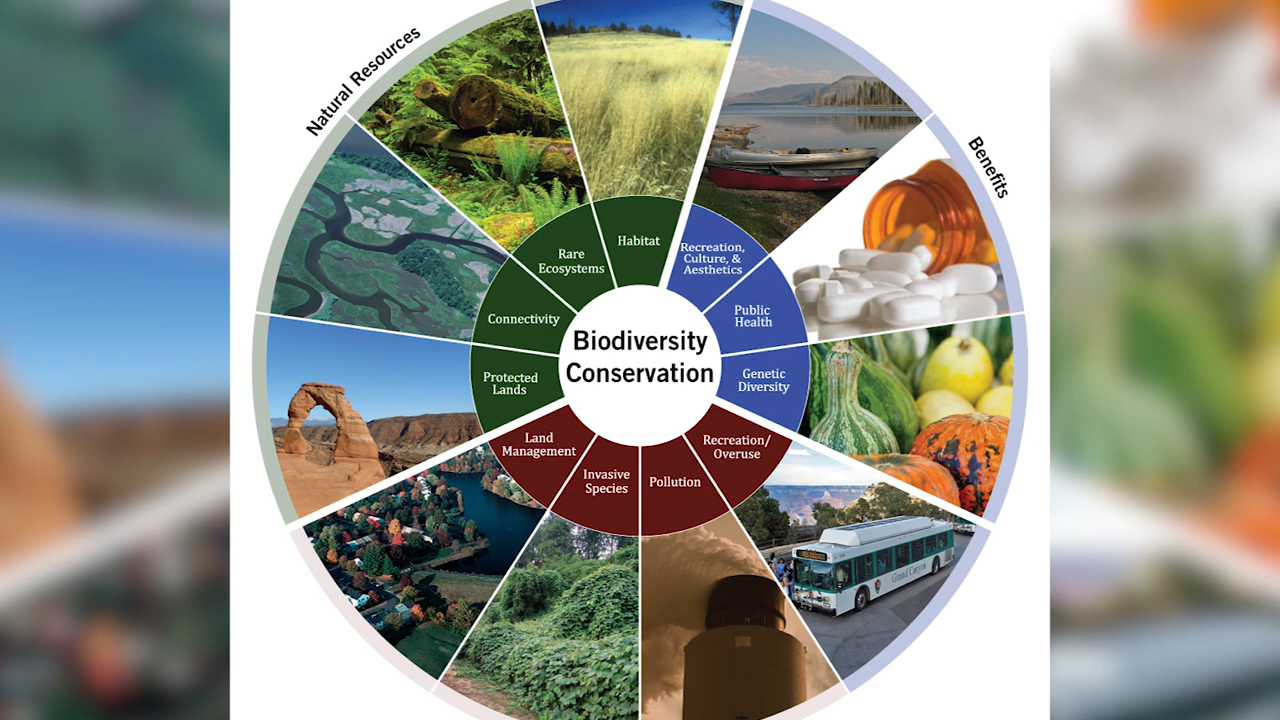 Natural Resources
Benefits
Habitat
Rare
Ecosystems
Connectivity
Protected
Lands
Recreation,
Culture, &
Aesthetics
Public
Health
Genetic
Diversity
Biodiversity
Conservation
Land
Management
Invasive
Species
Pollution
Recreation/
Overuse
Grand Canyon